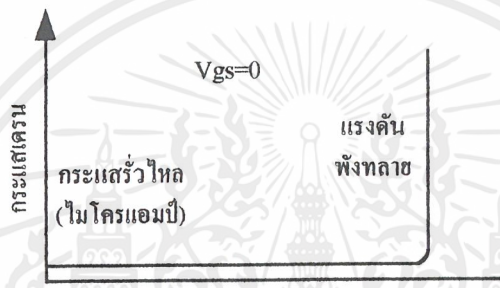 Vgs=0
แรงดัน
พังทลาย
กระแสเดรน
กระแสรั่วไหล
(ไมโครแอมป์)